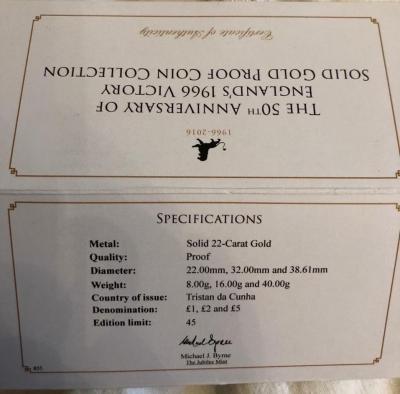 Certificate of Authenticity
THE 50TH ANNIVERSARY OF
ENGLAND'S 1966 VICTORY
SOLID GOLD PROOF COIN COLLECTION
1966-2016
SPECIFICATIONS
Metal: Solid 22-Carat Gold
Quality: Proof
Diameter: 22.00mm, 32.00mm and 38.61mm
Weight: 8.00g, 16.00g and 40.00g
Country of issue: Tristan da Cunha
Denomination: £1, £2 and £5
Edition limit: 45
Michael J. Byrne
The Jubilee Mint